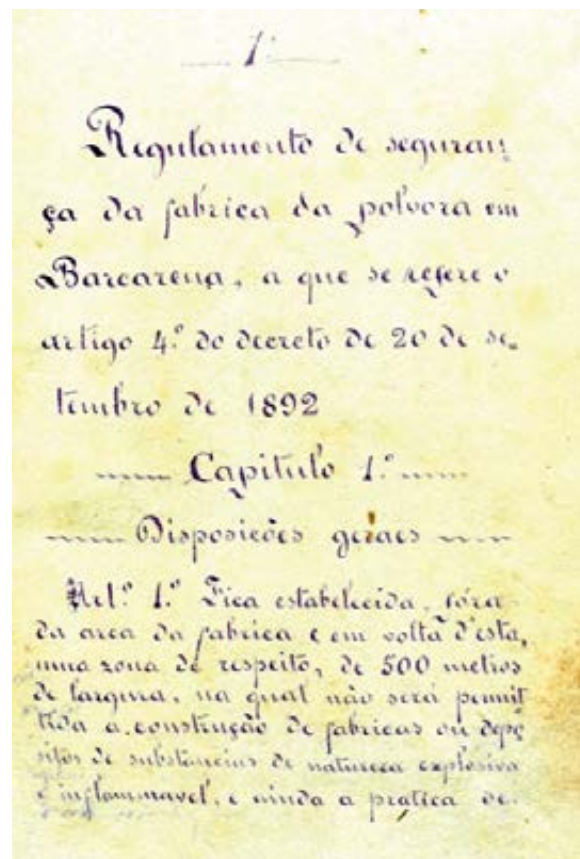 1.º
Regulamento de seguran-
ça da fabrica da polvora em
Barcarena, a que se refere o
artigo 4.º do decreto de 20 de se-
tembro de 1892
Capitulo 1.º
Disposições geraes
Art.º 1.º Fica estabelecida, fóra
da area da fabrica e em volta d'esta,
uma zona de respeito, de 500 metros
de largura, na qual não será permit
tida a construção de fabricas ou depo
sitos de substancias de natureza explosiva
e inflammavel, e ainda a pratica de